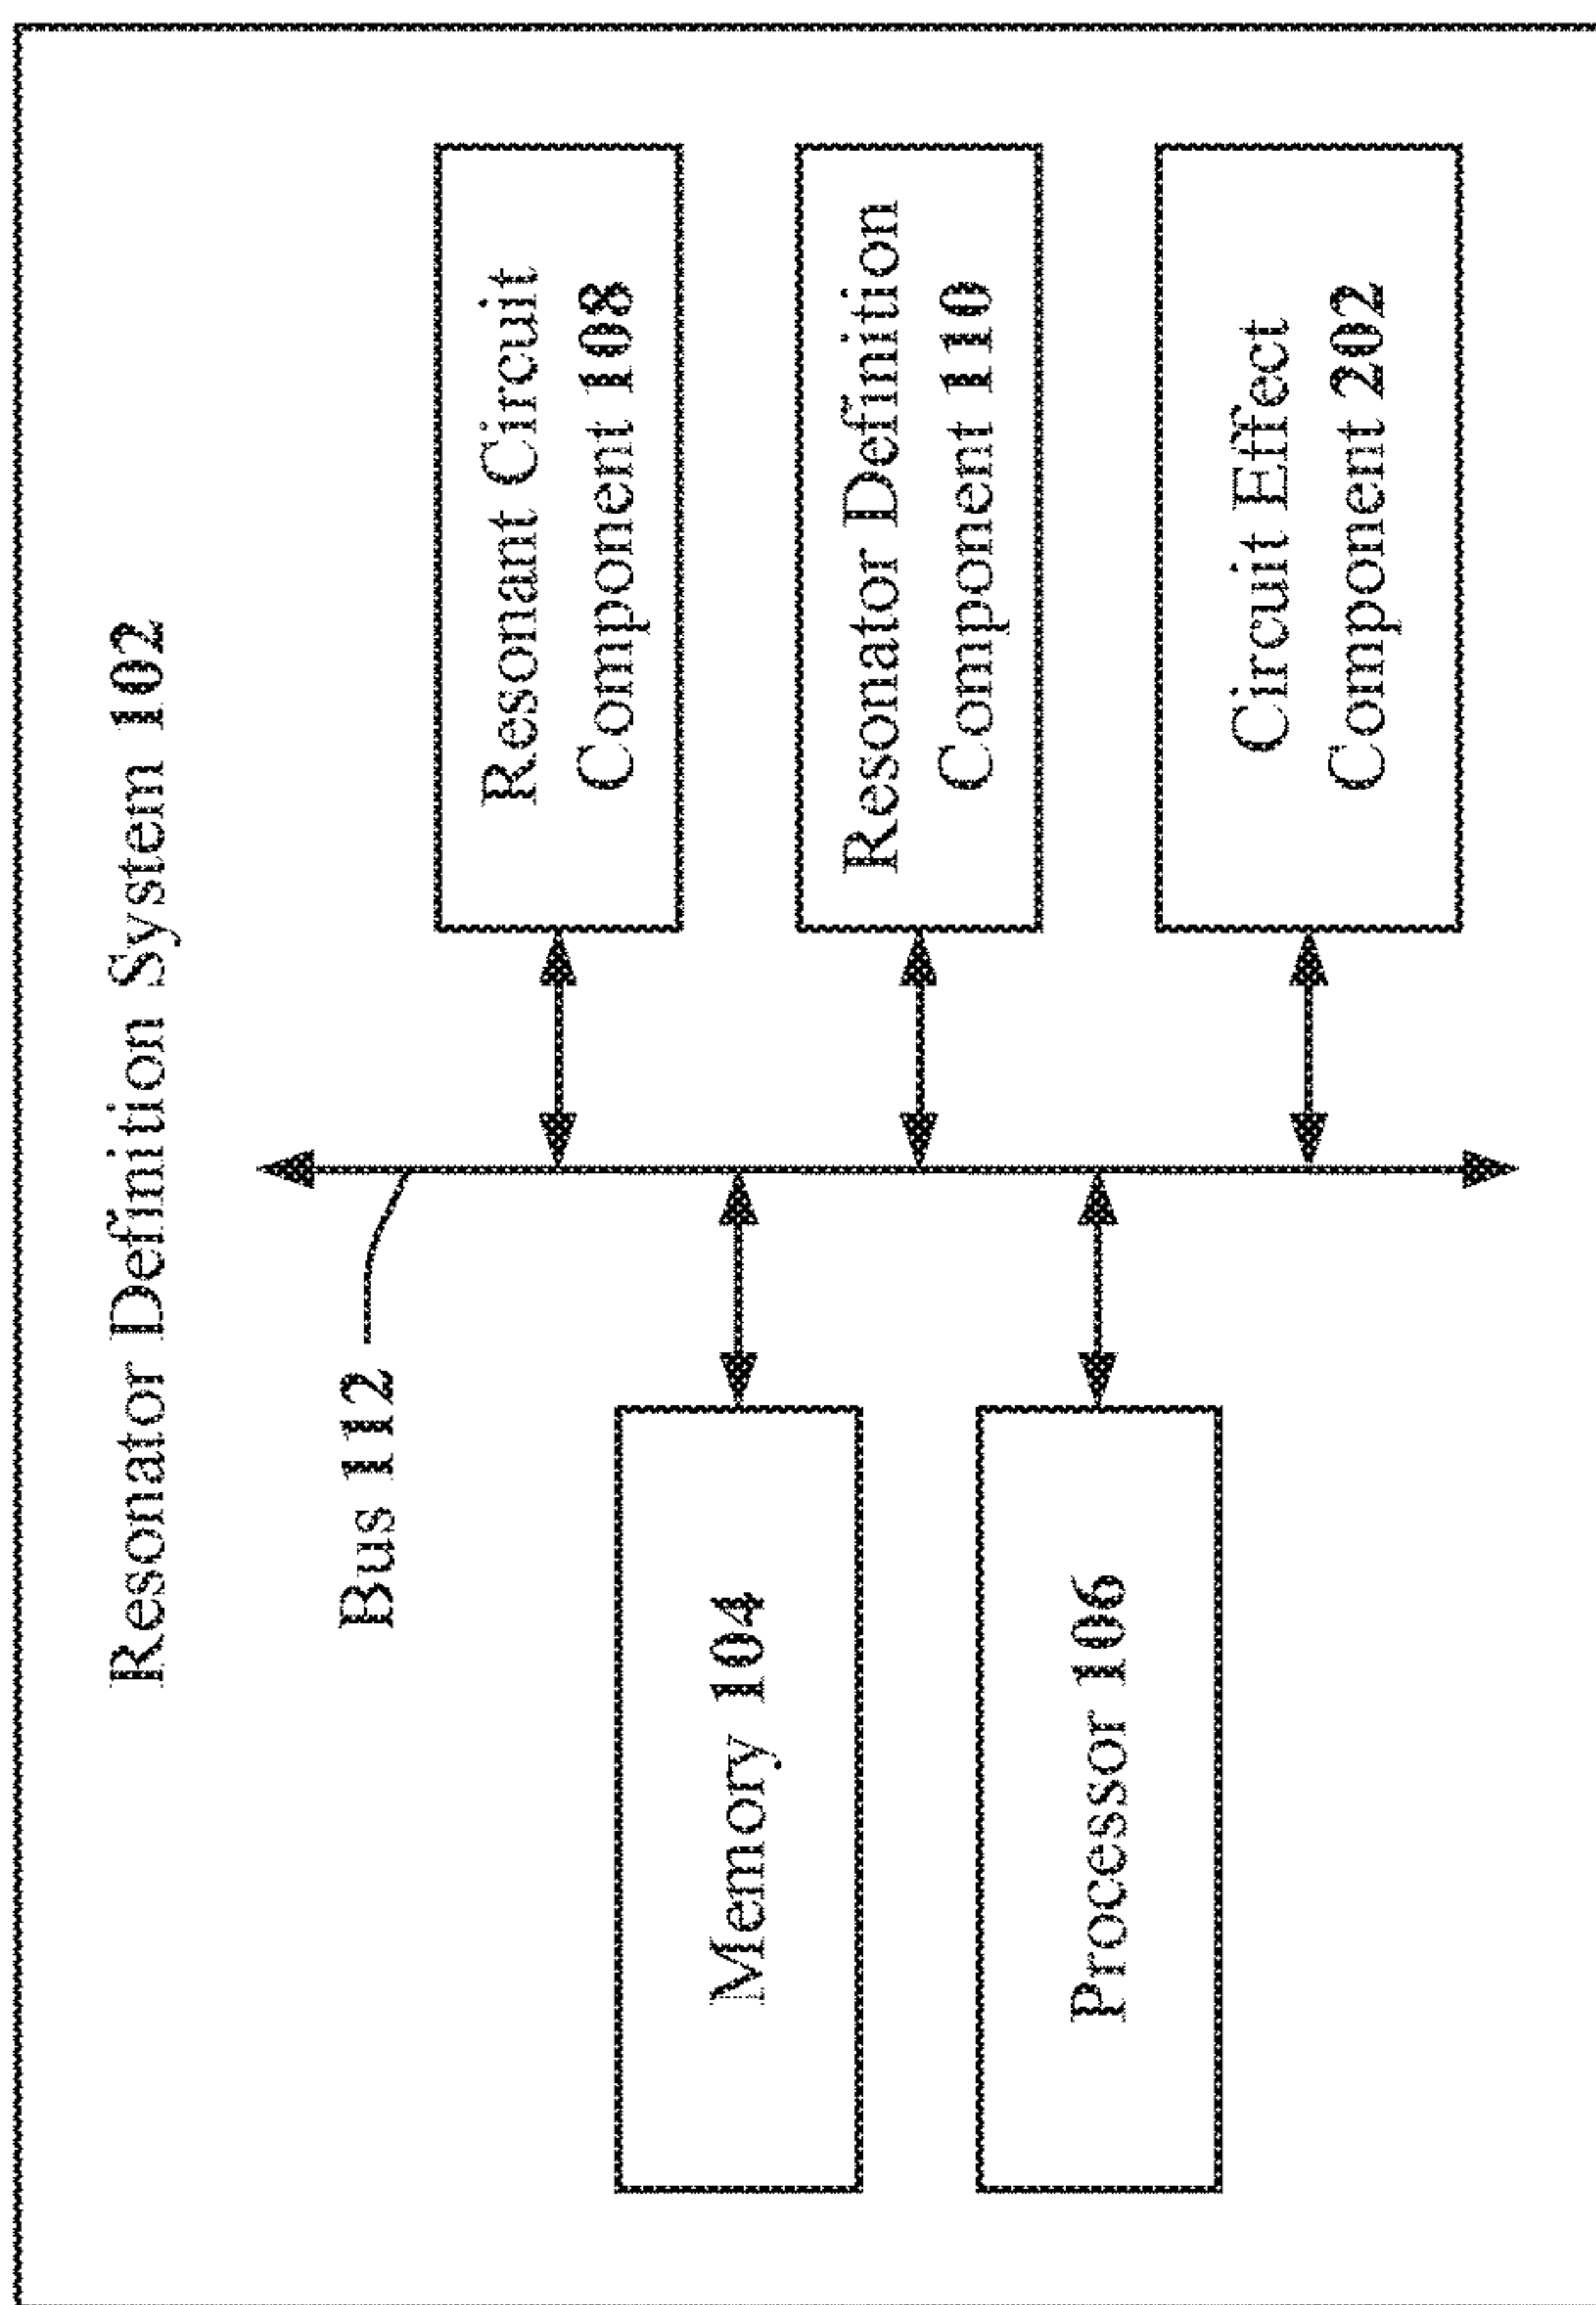 Resonator Definition System 102
Bus 112
Resonant Circuit
Component 108
Memory 104
Resonator Definition
Component 110
Processor 106
Circuit Effect
Component 202